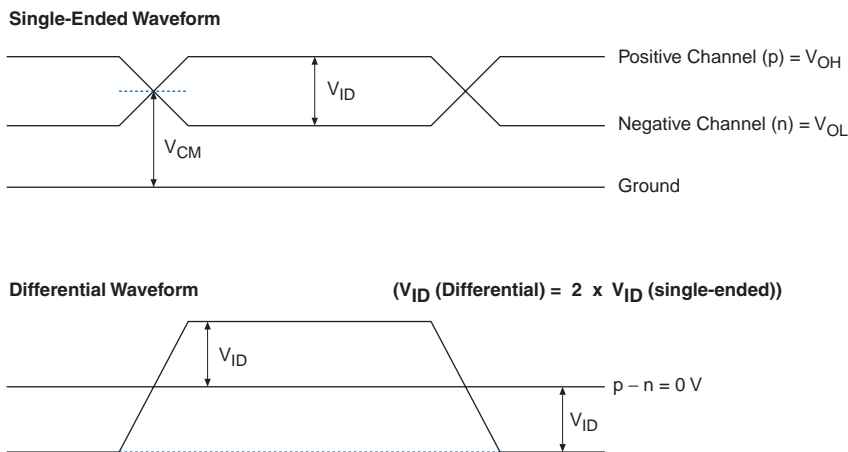 Single-Ended Waveform
Positive Channel (p) = VOH
VID
Negative Channel (n) = VOL
VCM
Ground
Differential Waveform (VID (Differential) = 2 x VID (single-ended))
VID
p – n = 0 V
VID